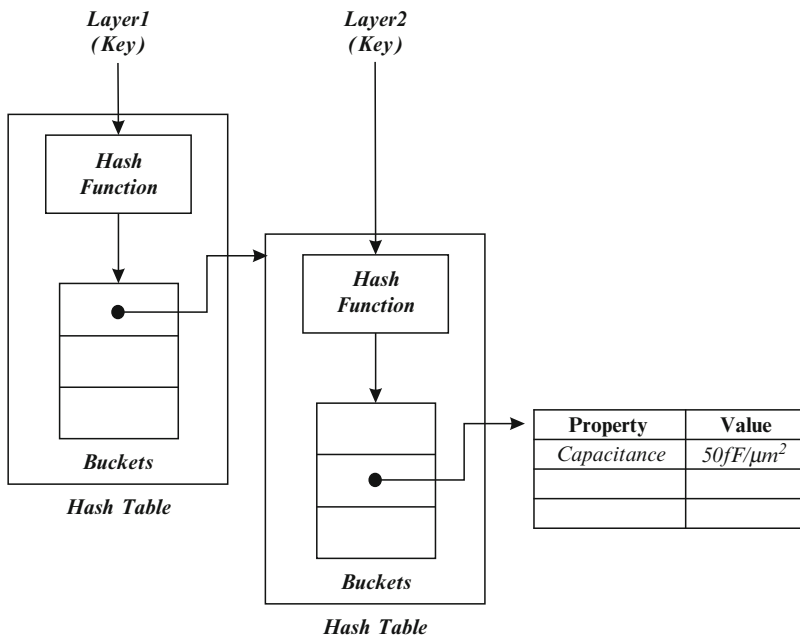 Layer1
(Key)
Layer2
(Key)
Hash
Function
Buckets
Hash Table
Hash
Function
Buckets
Hash Table
Property Value
Capacitance 50fF/μm²